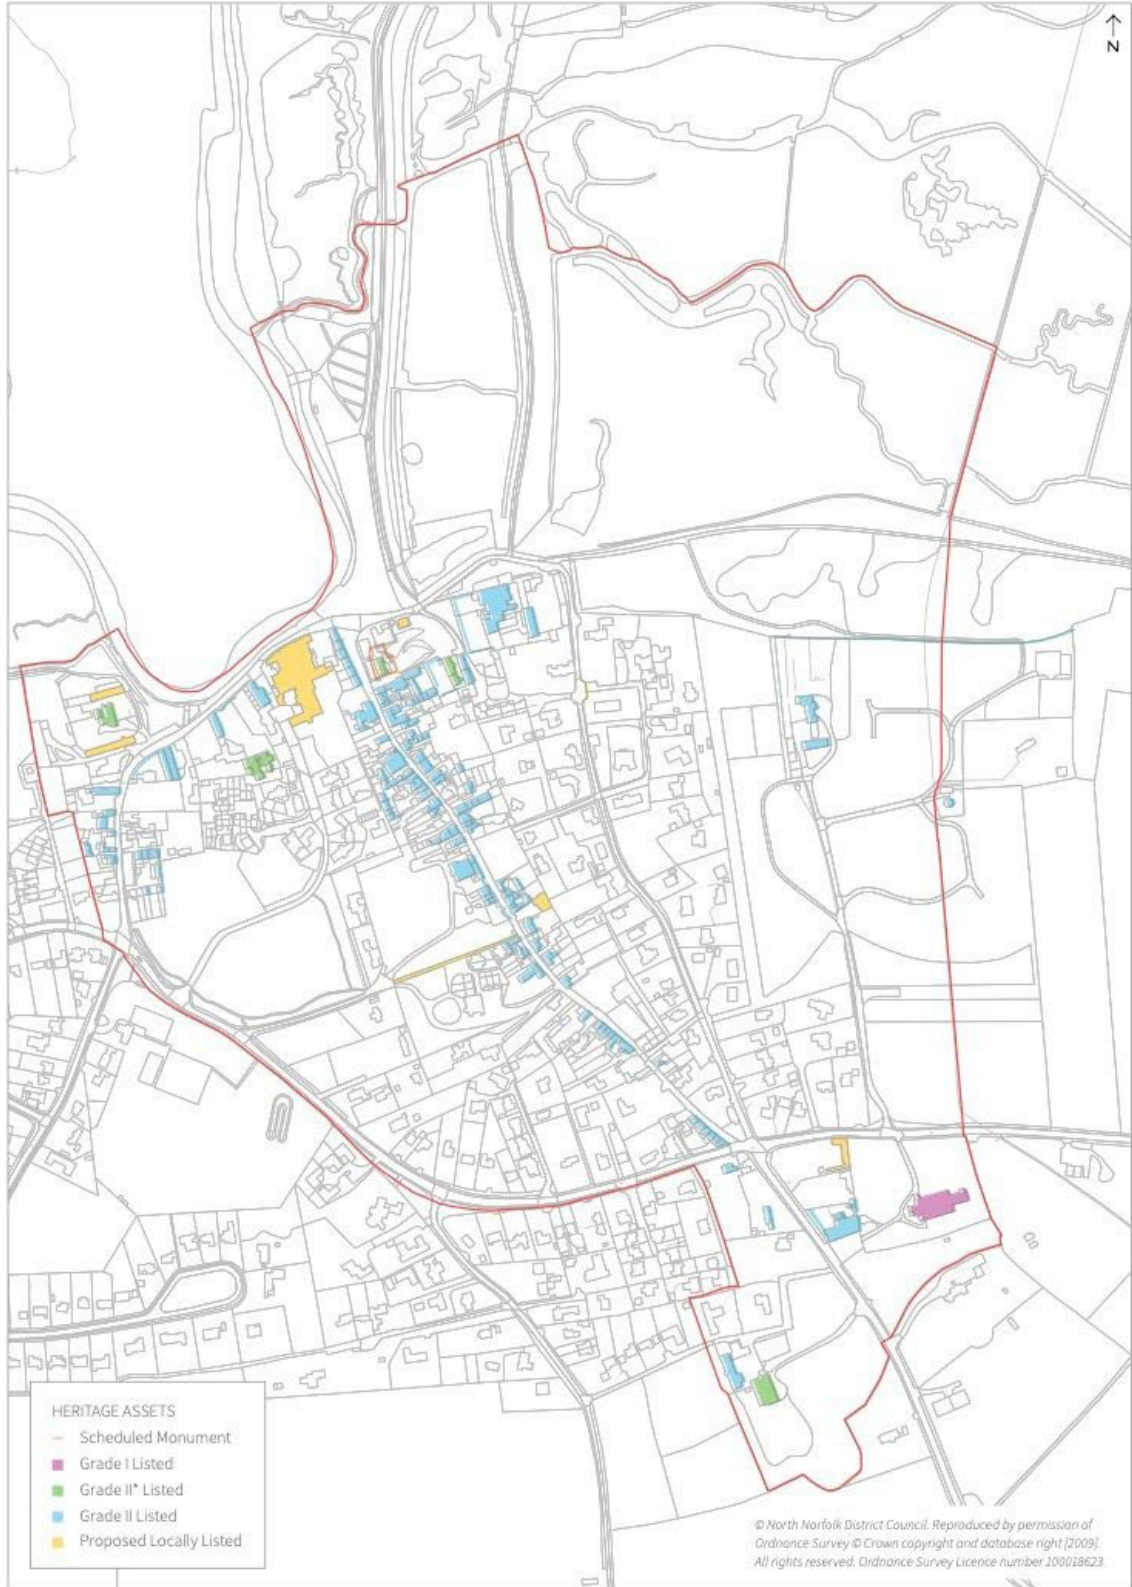 N
HERITAGE ASSETS
Scheduled Monument
Grade I Listed
Grade II* Listed
Grade II Listed
Proposed Locally Listed
© North Norfolk District Council. Reproduced by permission of
Ordnance Survey © Crown copyright and database right [2009].
All rights reserved. Ordnance Survey Licence number 100018623.